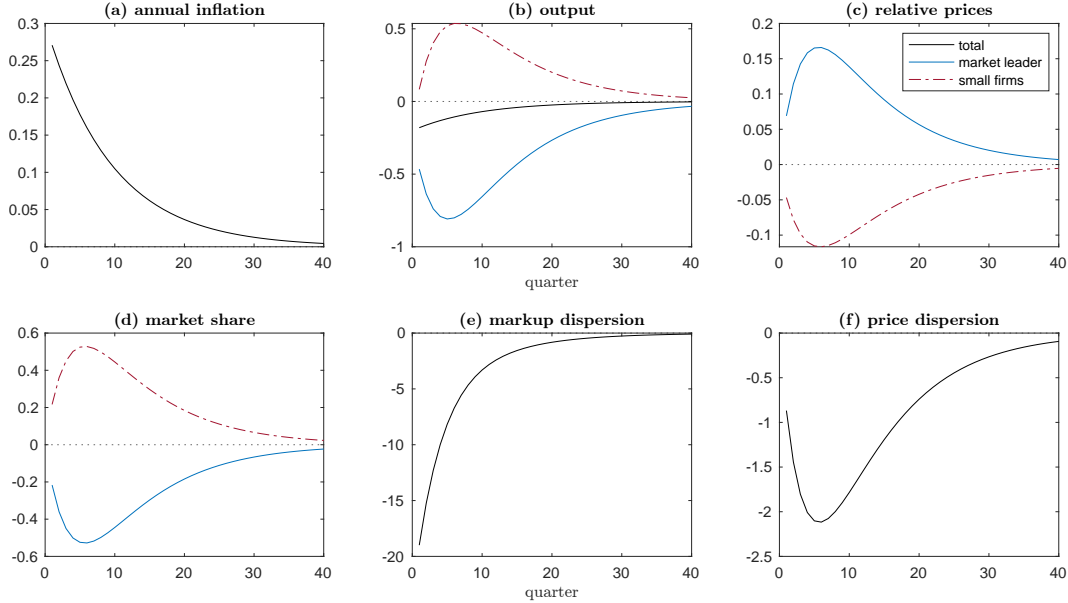 (a) annual inflation
0.3
0.25
0.2
0.15
0.1
0.05
0
0 10 20 30 40
(b) output
0.5
0
-0.5
-1
0 10 20 30 40
quarter
(c) relative prices
0.2
0.15
0.1
0.05
0
-0.05
-0.1
0 10 20 30 40
total
market leader
small firms
(d) market share
0.6
0.4
0.2
0
-0.2
-0.4
-0.6
0 10 20 30 40
(e) markup dispersion
0
-5
-10
-15
-20
0 10 20 30 40
quarter
(f) price dispersion
0
-0.5
-1
-1.5
-2
-2.5
0 10 20 30 40